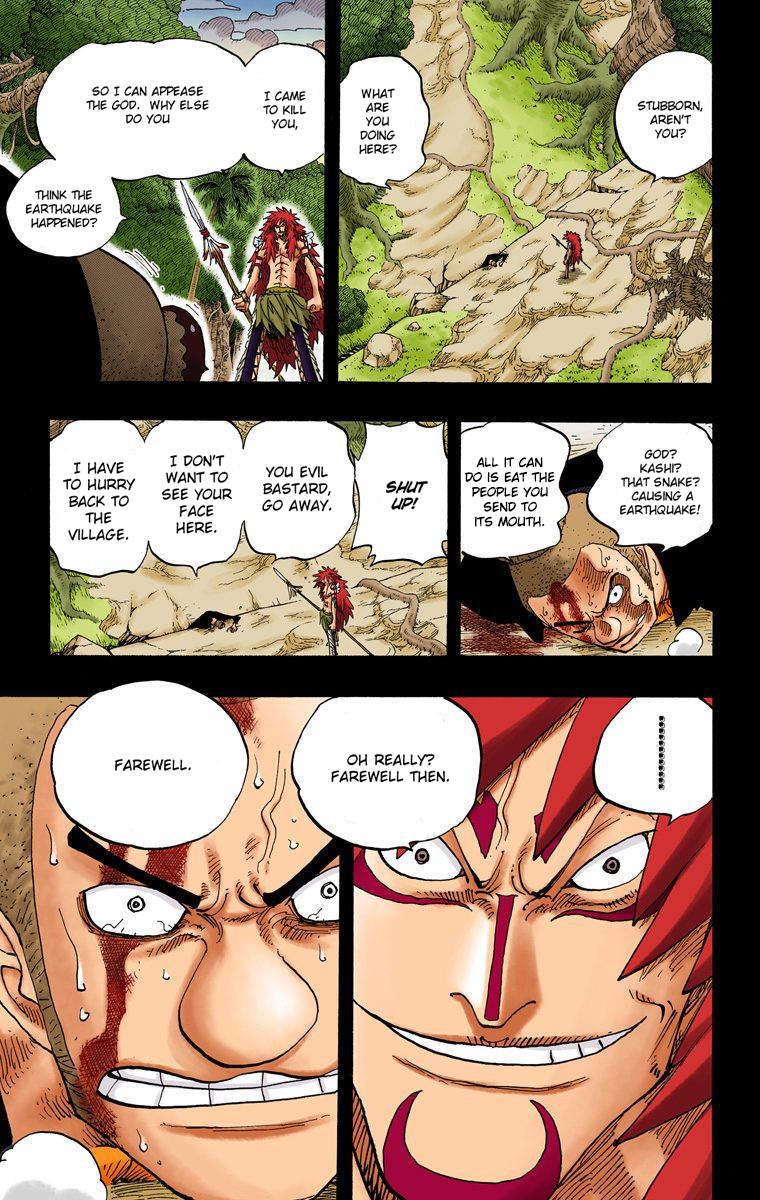 STUBBORN,
AREN'T
YOU?
WHAT
ARE
YOU
DOING
HERE?
I CAME
TO KILL
YOU,
SO I CAN APPEASE
THE GOD. WHY ELSE
DO YOU
THINK THE
EARTHQUAKE
HAPPENED?
GOD?
KASHI?
THAT SNAKE?
CAUSING A
EARTHQUAKE!
ALL IT CAN
DO IS EAT THE
PEOPLE YOU
SEND TO
ITS MOUTH.
SHUT
UP!
YOU EVIL
BASTARD,
GO AWAY.
I DON'T
WANT TO
SEE YOUR
FACE
HERE.
I HAVE
TO HURRY
BACK TO
THE
VILLAGE.
OH REALLY?
FAREWELL THEN.
FAREWELL.